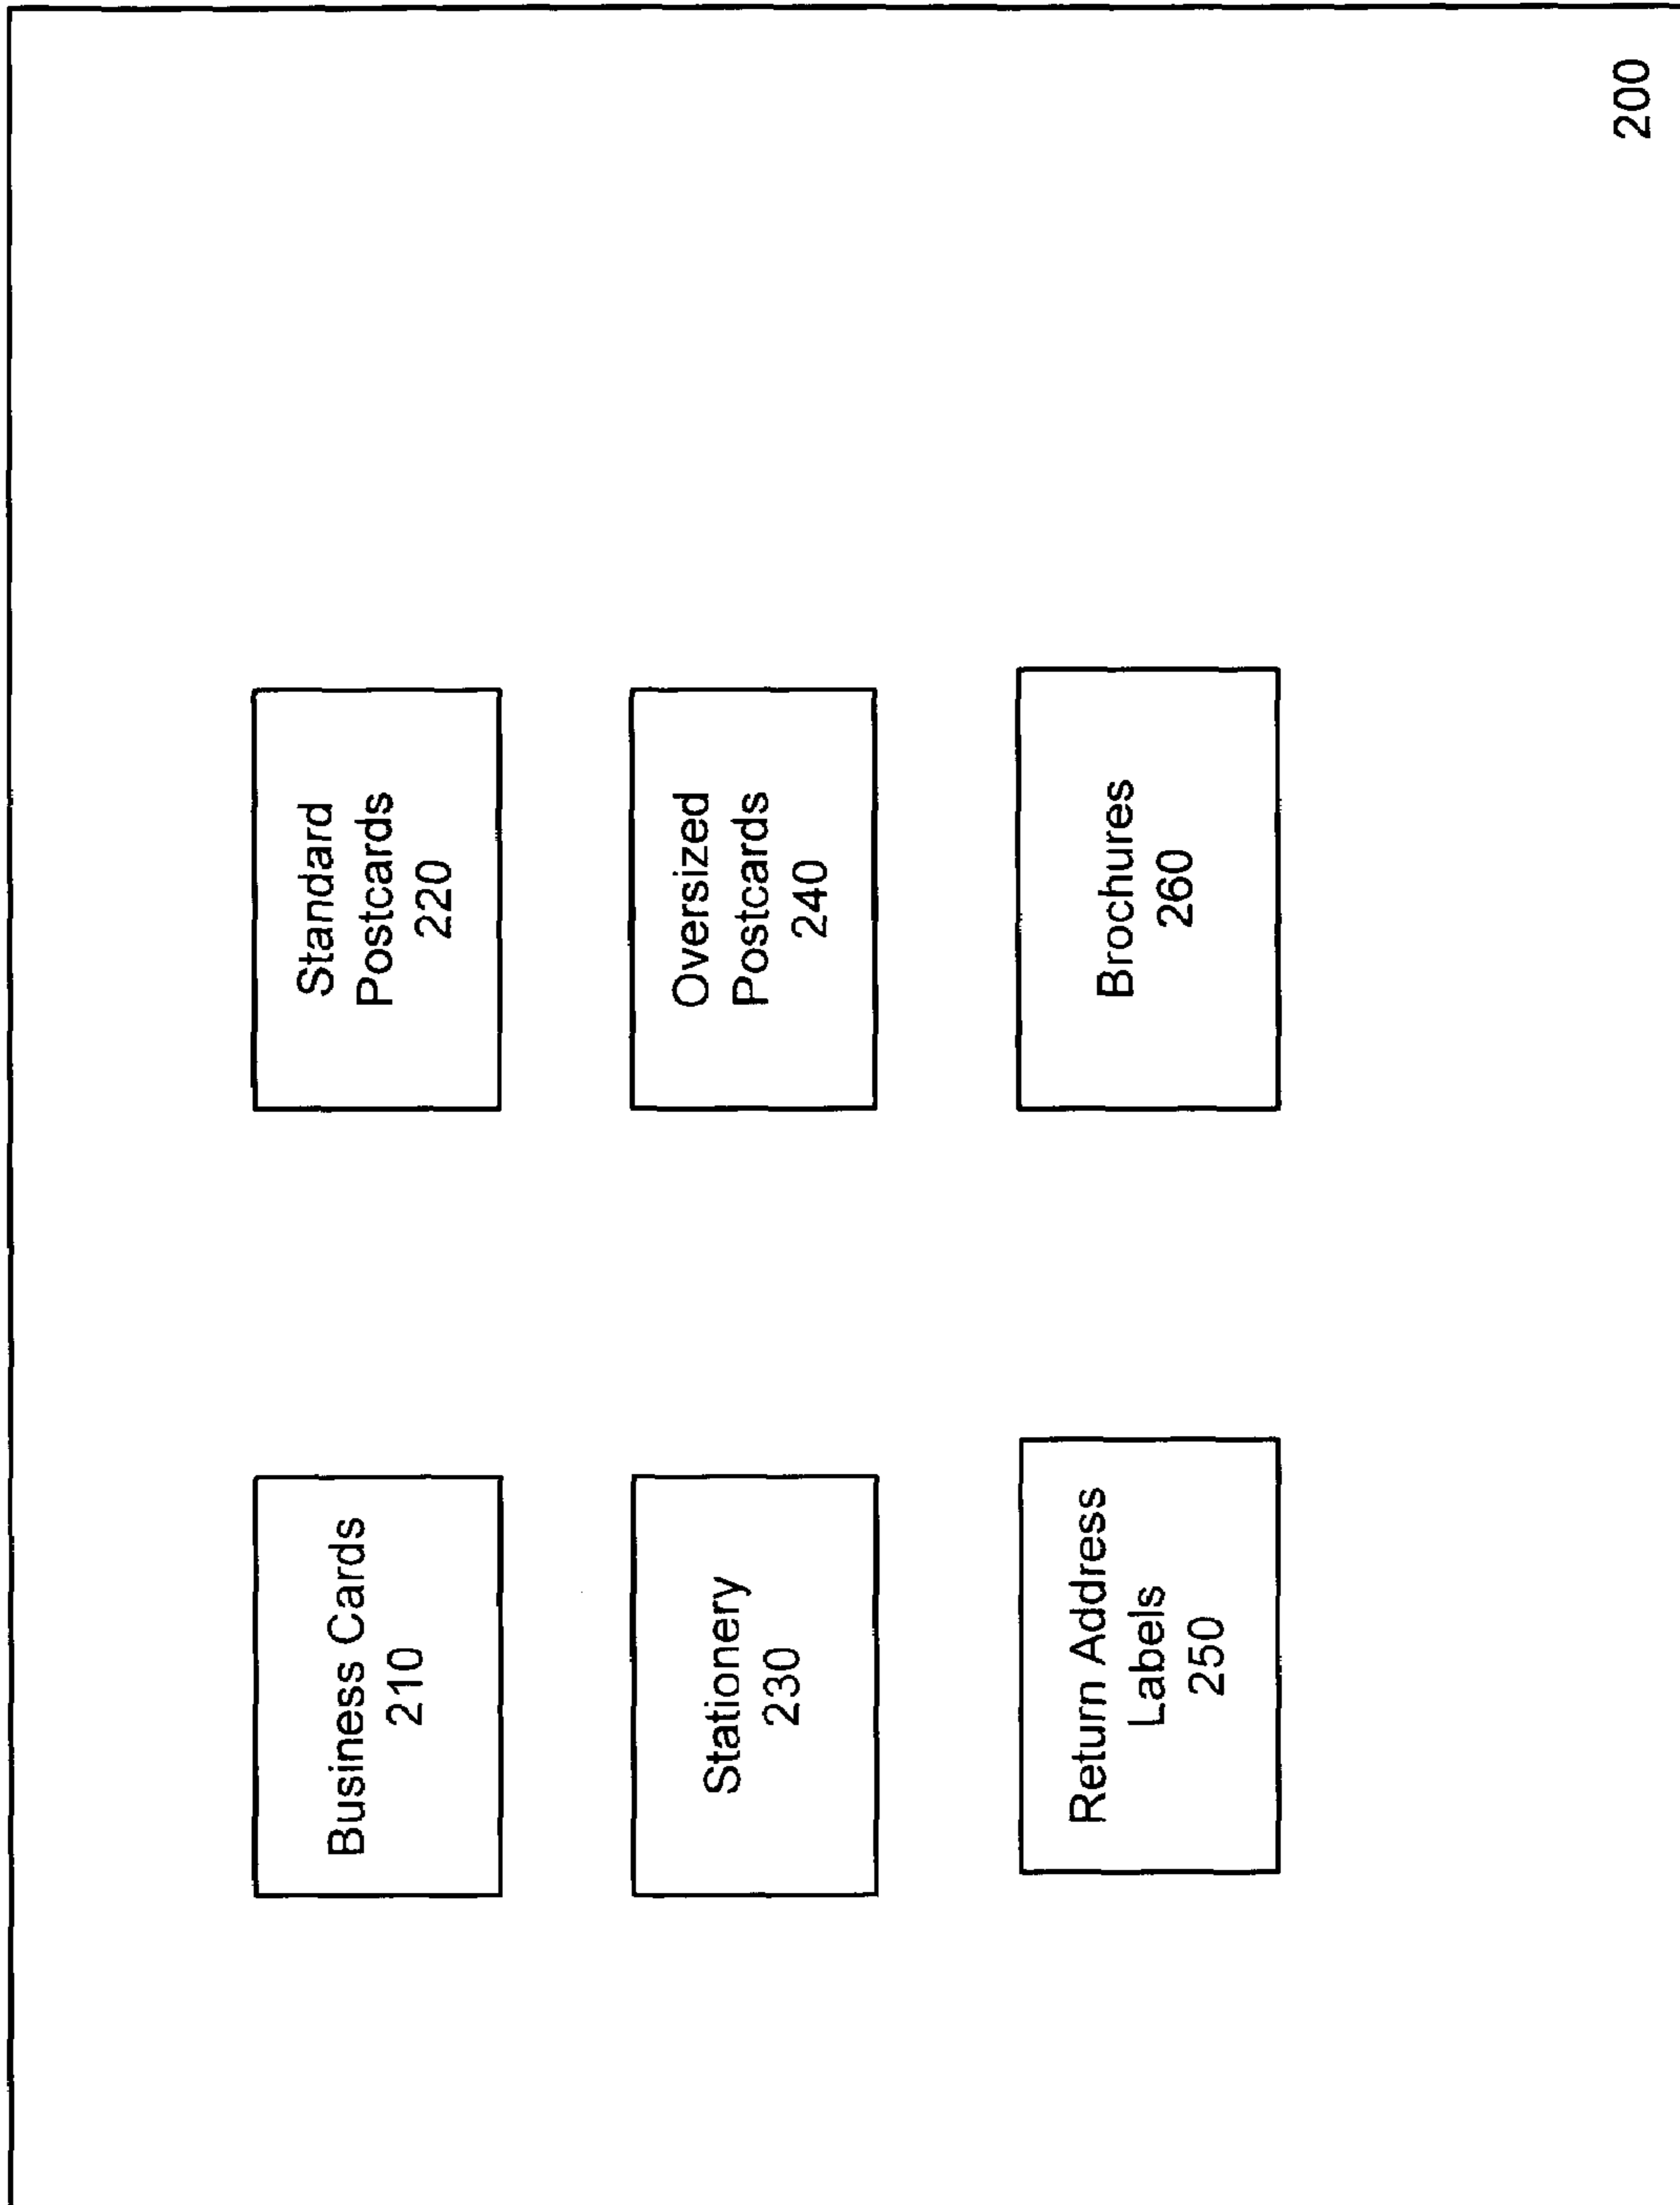 Business Cards
210
Standard
Postcards
220
Stationery
230
Oversized
Postcards
240
Return Address
Labels
250
Brochures
260
200